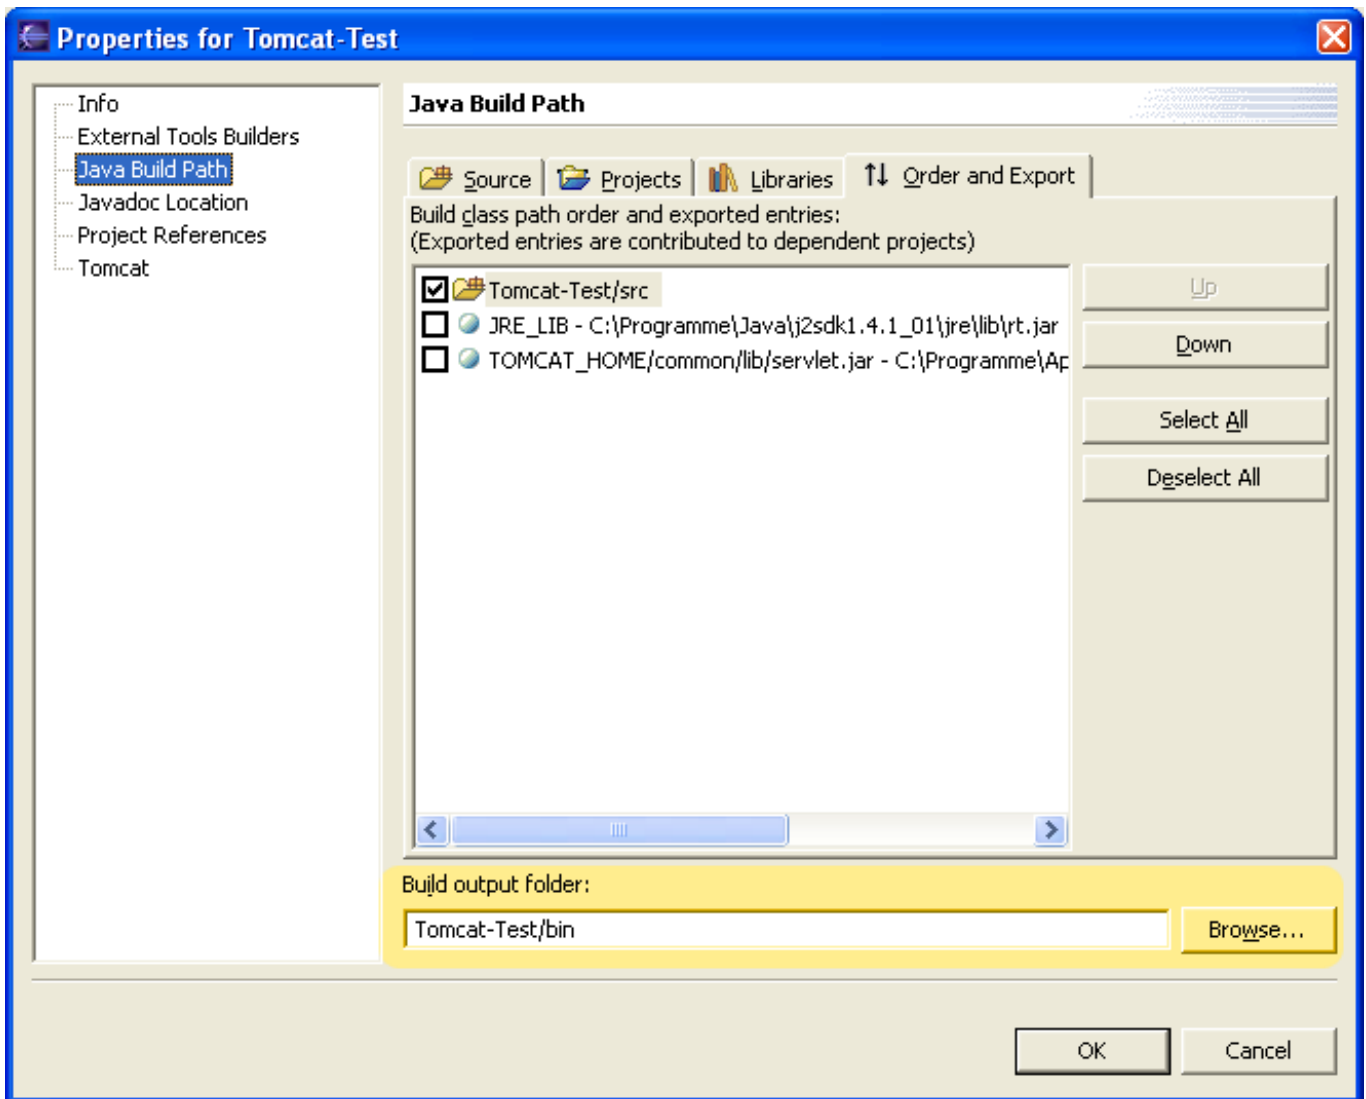 Properties for Tomcat-Test
Info
External Tools Builders
Java Build Path
Javadoc Location
Project References
Tomcat
Java Build Path
Source Projects Libraries Order and Export
Build class path order and exported entries:
(Exported entries are contributed to dependent projects)
Tomcat-Test/src
JRE_LIB - C:\Programme\Java\j2sdk1.4.1_01\jre\lib\rt.jar
TOMCAT_HOME/common/lib/servlet.jar - C:\Programme\Ap
Up
Down
Select All
Deselect All
Build output folder:
Tomcat-Test/bin
Browse...
OK Cancel